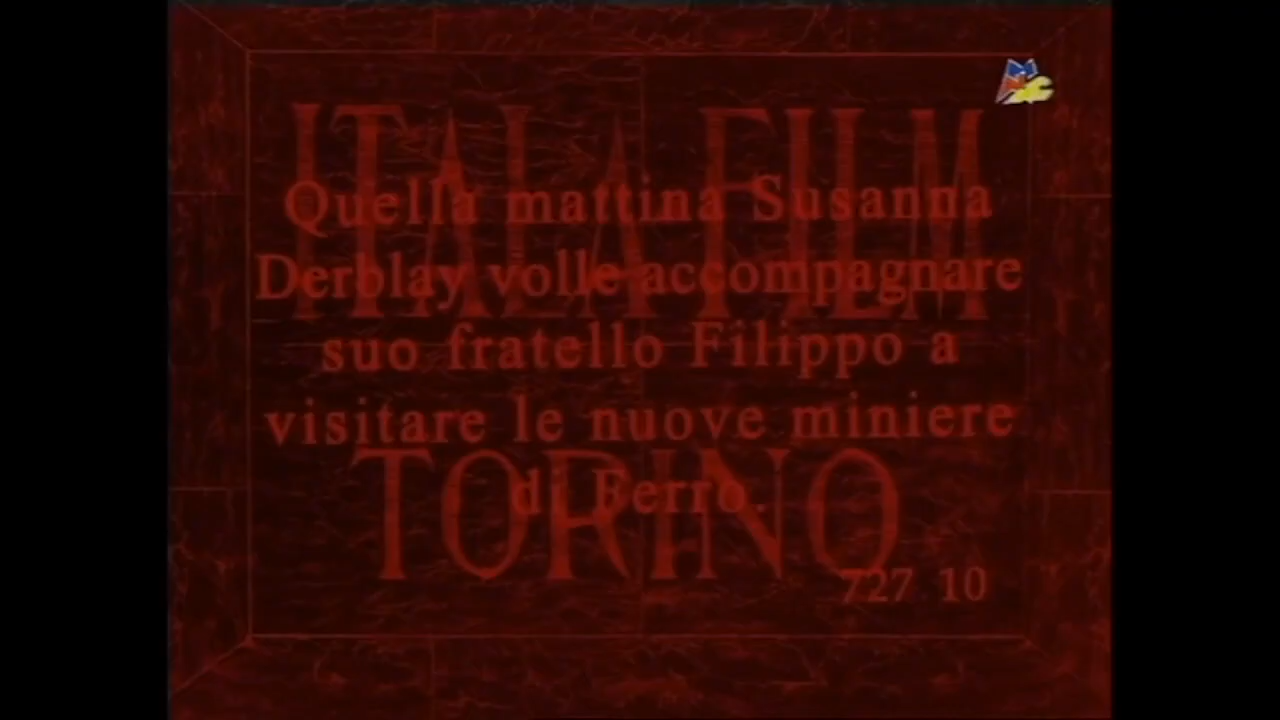 ITALA FILM
TORINO
Quella mattina Susanna
Derblay volle accompagnare
suo fratello Filippo a
visitare le nuove miniere
di Ferro.
727 10